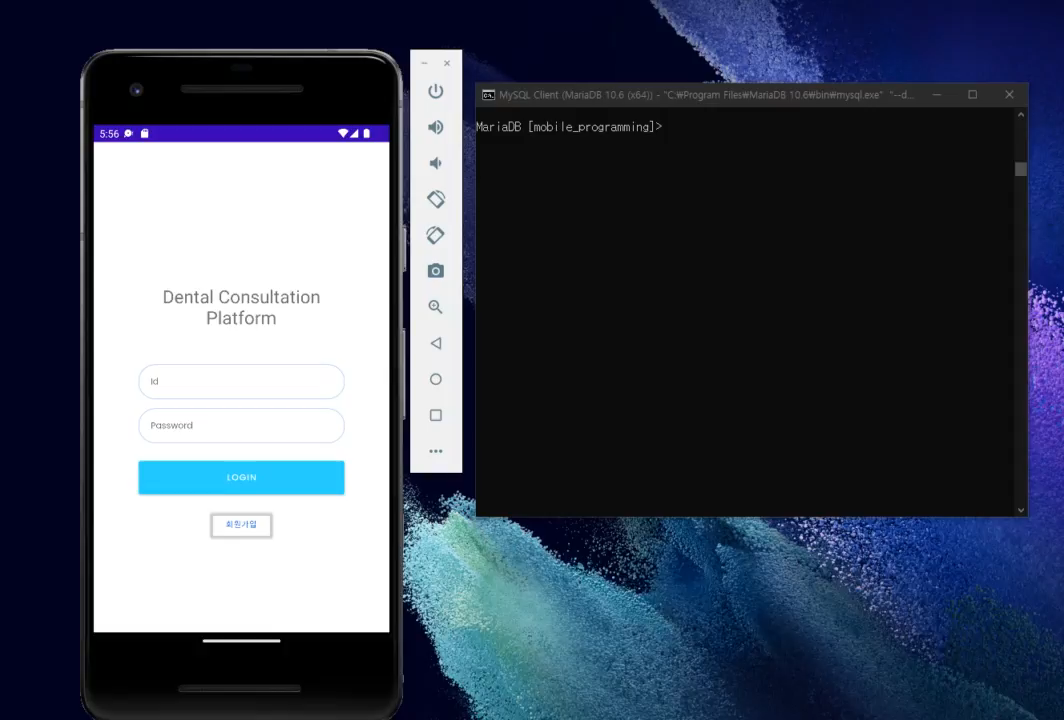 5:56
Dental Consultation
Platform
Id
Password
LOGIN
회원가입
MySQL Client (MariaDB 10.6 (x64)) - "C:₩Program Files₩MariaDB 10.6₩bin₩mysql.exe" "--d...
MariaDB [mobile_programming]>